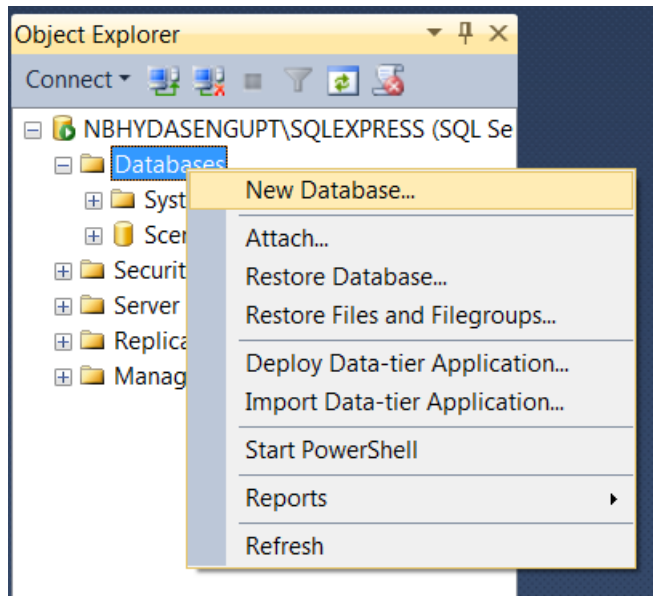 Object Explorer
Connect
NBHYDASENGUPT\SQLEXPRESS (SQL Se
Databases
Syst
Scer
Securit
Server
Replica
Manag
New Database...
Attach...
Restore Database...
Restore Files and Filegroups...
Deploy Data-tier Application...
Import Data-tier Application...
Start PowerShell
Reports
Refresh